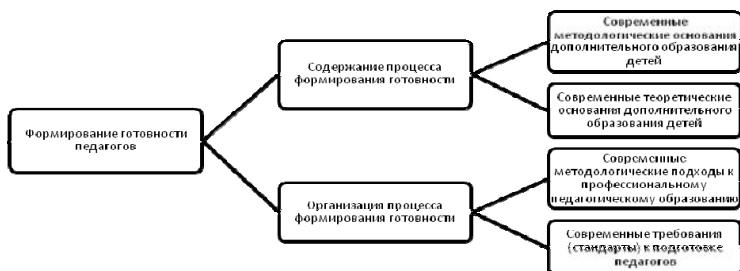 Формирование готовности
педагогов
Содержание процесса
формирования готовности
Современные
методологические основания
дополнительного образования
детей
Современные теоретические
основания дополнительного
образования детей
Организация процесса
формирования готовности
Современные
методологические подходы к
профессиональному
педагогическому образованию
Современные требования
(стандарты) к подготовке
педагогов